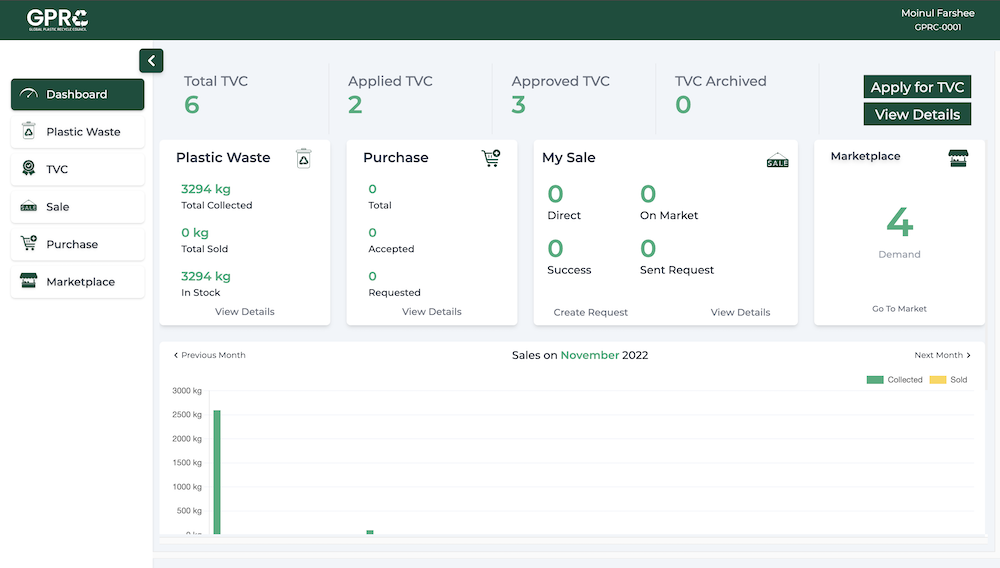 GPRC
GLOBAL PLASTIC RECYCLE COUNCIL
Moinul Farshee
GPRC-0001
Dashboard
Plastic Waste
TVC
Sale
Purchase
Marketplace
Total TVC
6
Applied TVC
2
Approved TVC
3
TVC Archived
0
Apply for TVC
View Details
Plastic Waste
3294 kg
Total Collected
0 kg
Total Sold
3294 kg
In Stock
View Details
Purchase
0
Total
0
Accepted
0
Requested
View Details
My Sale
SALE
0
Direct
0
On Market
0
Success
0
Sent Request
Create Request
View Details
Marketplace
4
Demand
Go To Market
Previous Month
Sales on November 2022
Next Month
Collected
Sold
3000 kg
2500 kg
2000 kg
1500 kg
1000 kg
500 kg
0 kg